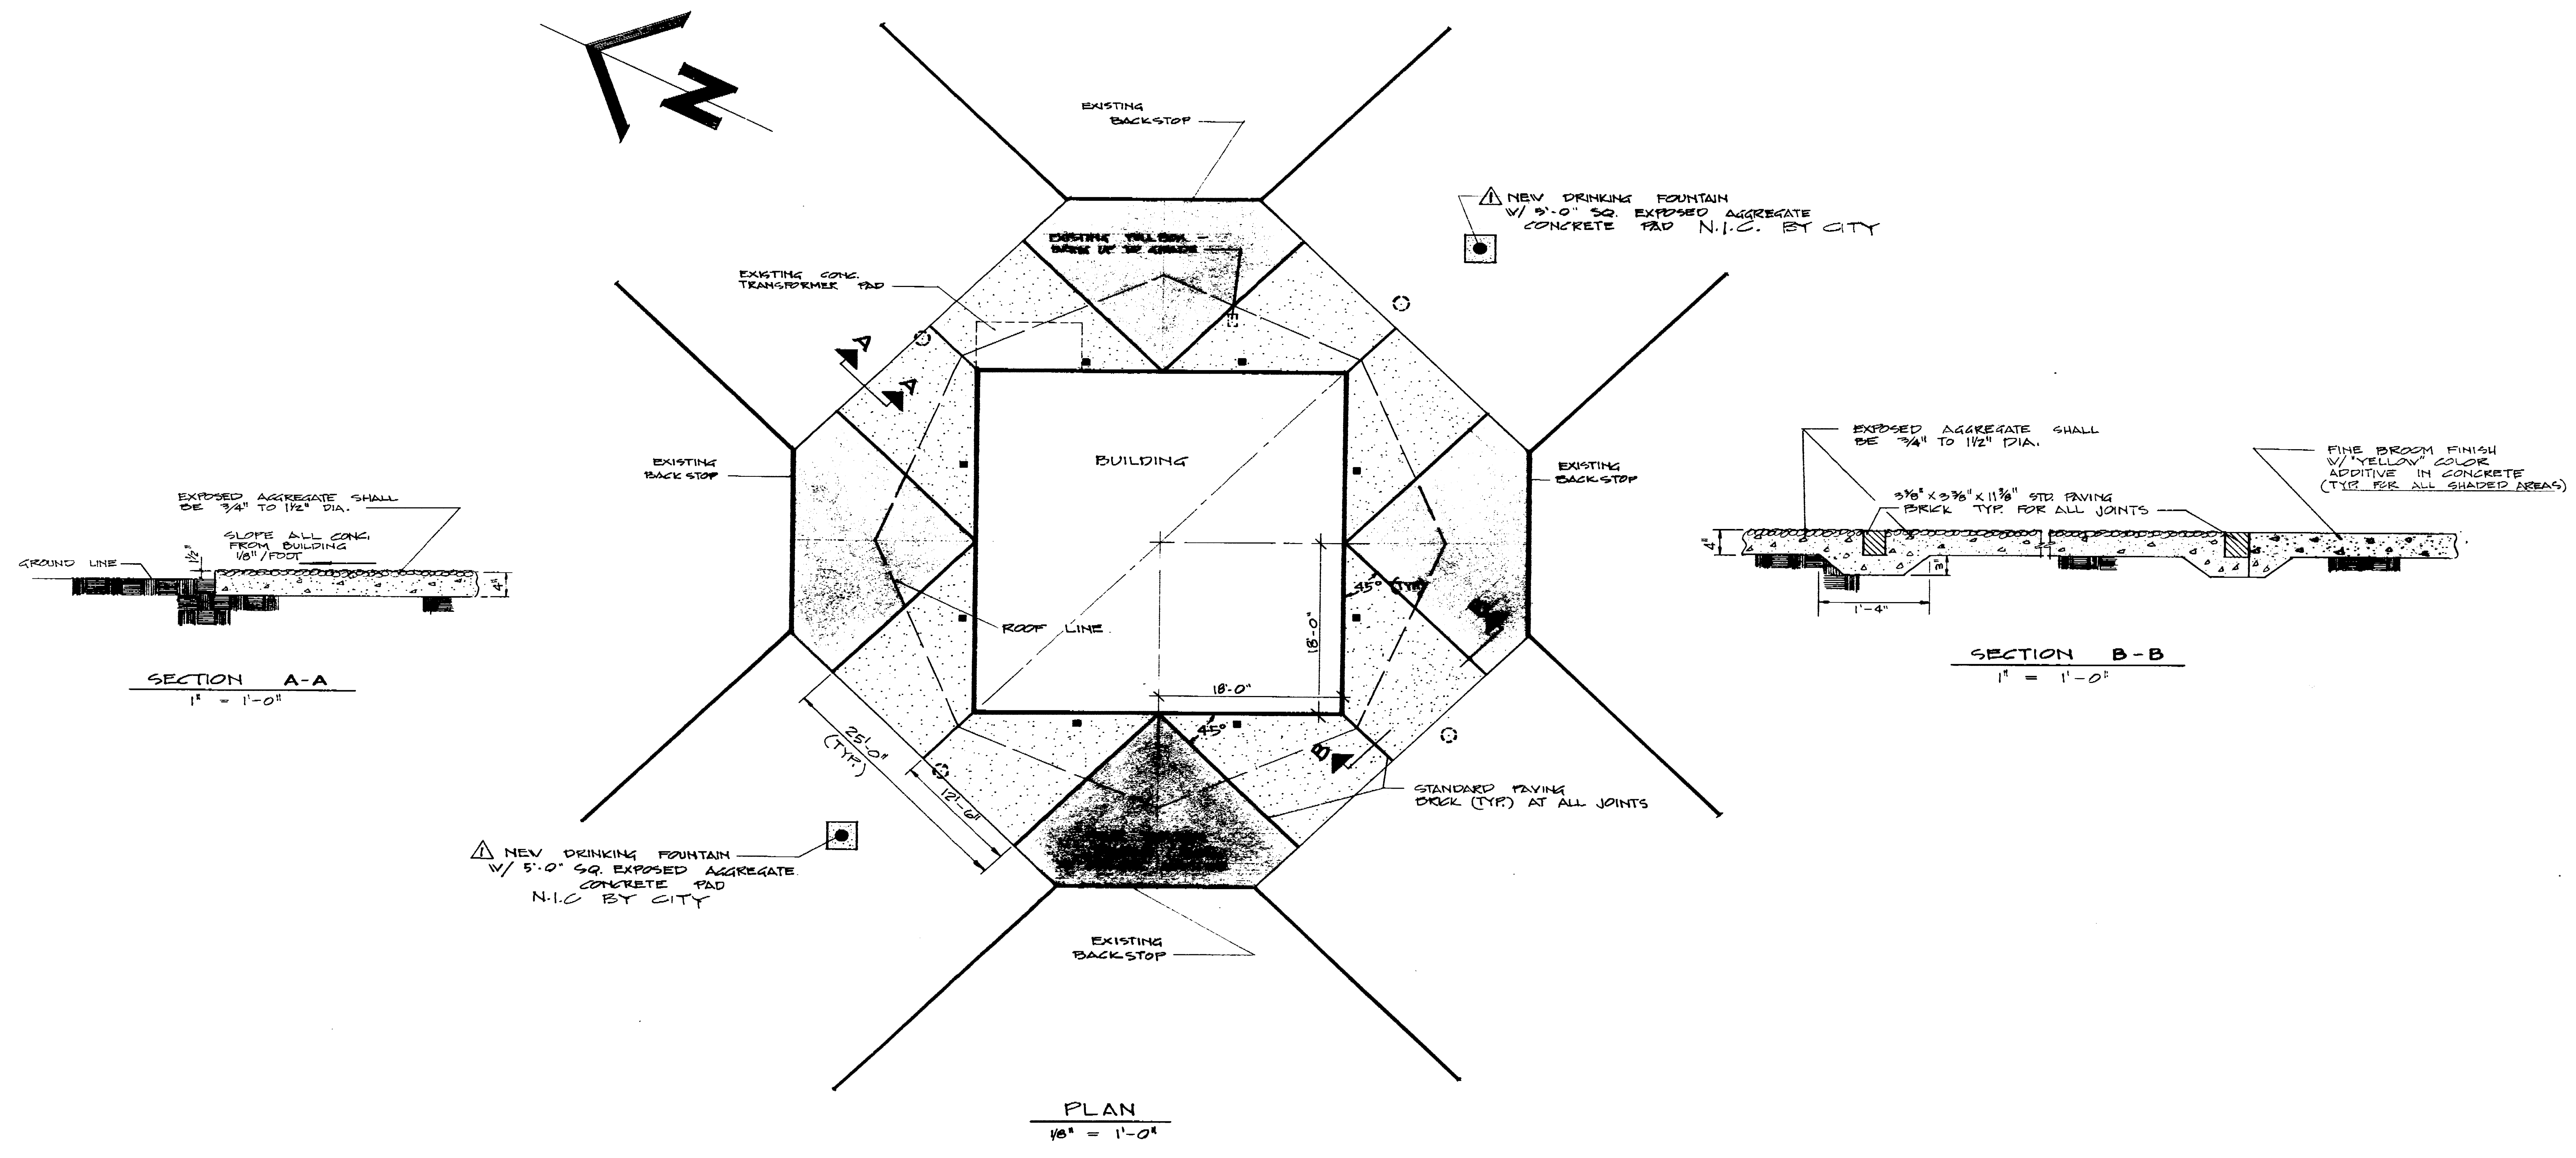 N
EXISTING
BACKSTOP
⚠ NEW DRINKING FOUNTAIN
W/ 5'-0" SQ. EXPOSED AGGREGATE
CONCRETE PAD N.I.C. BY CITY
EXISTING
EXISTING CONC.
TRANSFORMER PAD
A
A
BUILDING
EXISTING
BACKSTOP
EXISTING
BACKSTOP
EXPOSED AGGREGATE SHALL
BE 3/4" TO 1 1/2" DIA.
SLOPE ALL CONC.
FROM BUILDING
1/8" / FOOT
1 1/2"
GROUND LINE
4"
SECTION A-A
1" = 1'-0"
EXPOSED AGGREGATE SHALL
BE 3/4" TO 1 1/2" DIA.
FINE BROOM FINISH
W/ "YELLOW" COLOR
ADDITIVE IN CONCRETE
(TYP. FOR ALL SHADED AREAS)
3 5/8" X 3 5/8" X 11 5/8" STD. PAVING
BRICK TYP. FOR ALL JOINTS
4"
3"
1'-4"
SECTION B-B
1" = 1'-0"
45° (TYP)
ROOF LINE
18'-0"
18'-0"
45°
B
25'-0"
(TYP.)
12'-6"
STANDARD PAVING
BRICK (TYP.) AT ALL JOINTS
⚠ NEW DRINKING FOUNTAIN
W/ 5'-0" SQ. EXPOSED AGGREGATE
CONCRETE PAD
N.I.C BY CITY
EXISTING
BACKSTOP
PLAN
1/8" = 1'-0"